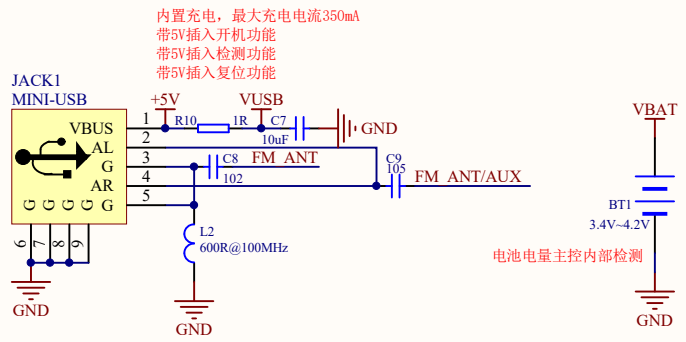 内置充电，最大充电电流350mA
带5V插入开机功能
带5V插入检测功能
带5V插入复位功能
JACK1
MINI-USB
+5V
VUSB
VBAT
VBUS 1 R10 1R C7 GND
AL 2 10uF
G 3 C8 FM_ANT C9
AR 4 102 105 FM_ANT/AUX
G G G G G 5
BT1
3.4V~4.2V
L2
600R@100MHz
6 7 8 9
电池电量主控内部检测
GND
GND
GND